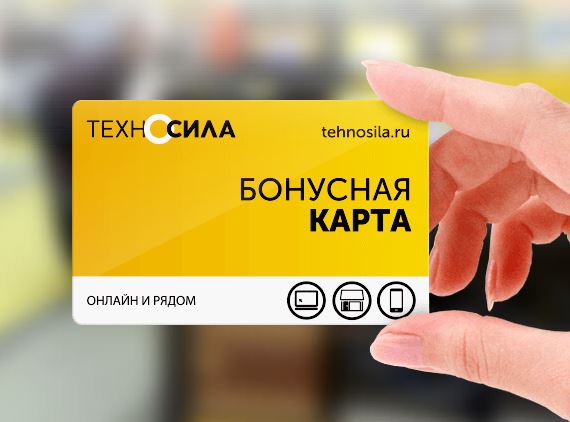 ТЕХНОСИЛА
tehnosila.ru
БОНУСНАЯ
КАРТА
ОНЛАЙН И РЯДОМ